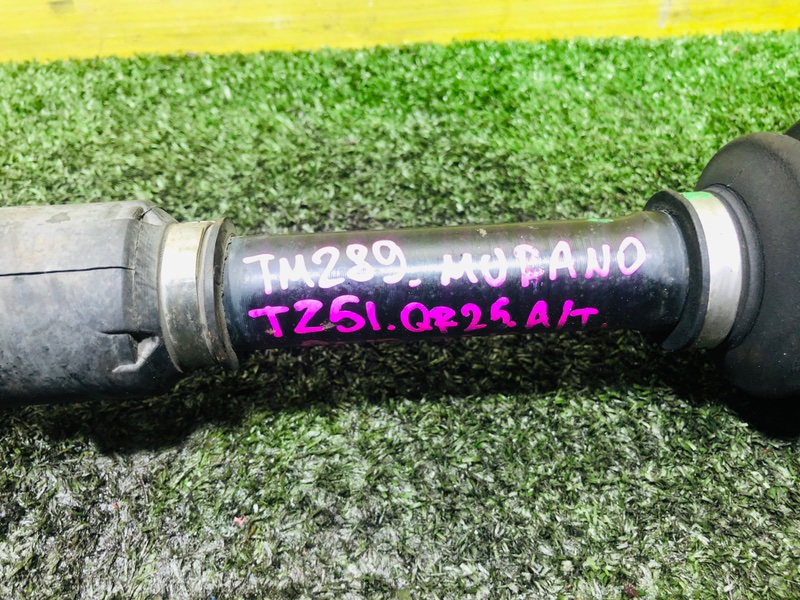 TM289. MURANO
TZ51. QR25. A/T.